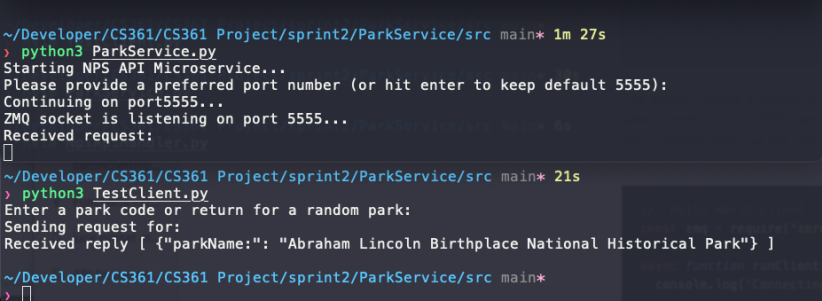 ~/Developer/CS361/CS361 Project/sprint2/ParkService/src main* 1m 27s
❯ python3 ParkService.py
Starting NPS API Microservice...
Please provide a preferred port number (or hit enter to keep default 5555):
Continuing on port5555...
ZMQ socket is listening on port 5555...
Received request:
~/Developer/CS361/CS361 Project/sprint2/ParkService/src main* 21s
❯ python3 TestClient.py
Enter a park code or return for a random park:
Sending request for:
Received reply [ {"parkName:": "Abraham Lincoln Birthplace National Historical Park"} ]
~/Developer/CS361/CS361 Project/sprint2/ParkService/src main*
❯